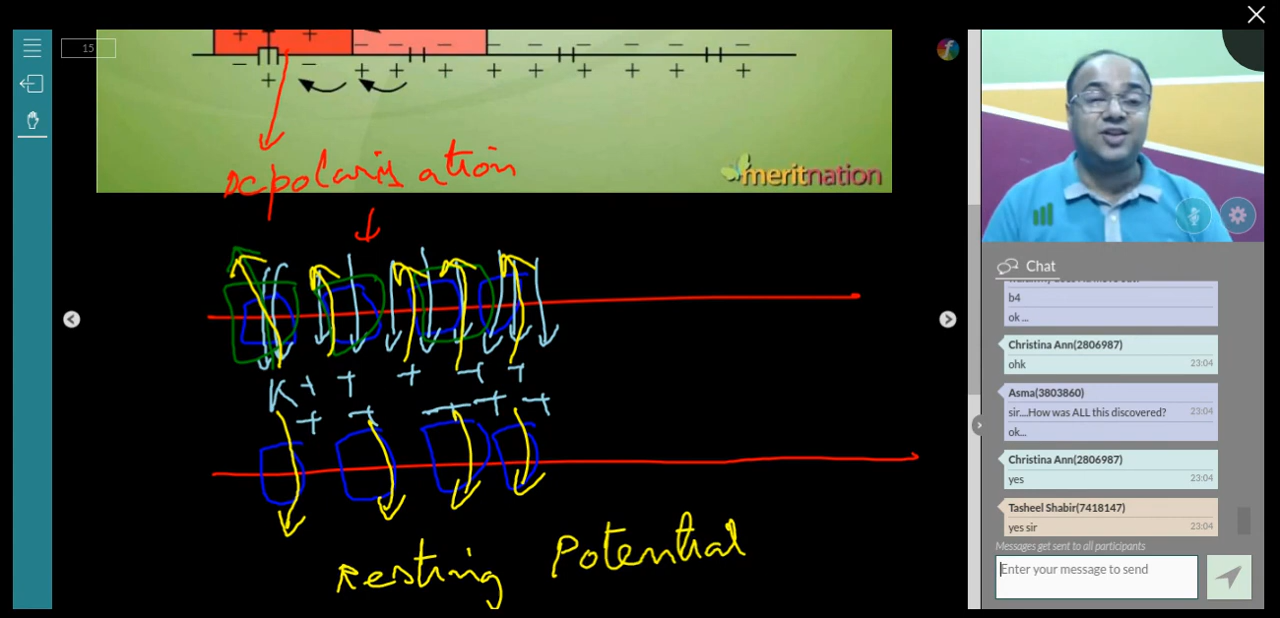 15
+ +
− − − − − − − −
− −
+ + + + + + + + +
+
meritnation
Depolarisation
K+ + + + +
+ + + + +
Resting Potential
Chat
b4
ok ...
Christina Ann(2806987)
ohk
23:04
Asma(3803860)
sir....How was ALL this discovered?
23:04
ok...
Christina Ann(2806987)
yes
23:04
Tasheel Shabir(7418147)
yes sir
23:04
Messages get sent to all participants
Enter your message to send